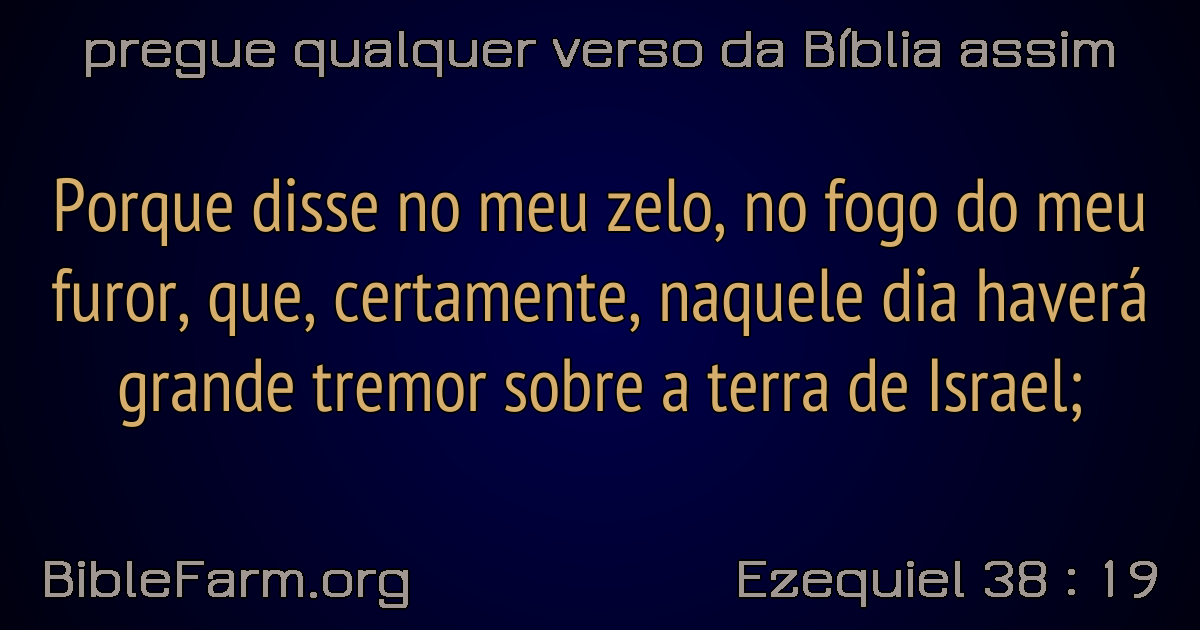 pregue qualquer verso da Bíblia assim
Porque disse no meu zelo, no fogo do meu
furor, que, certamente, naquele dia haverá
grande tremor sobre a terra de Israel;
BibleFarm.org
Ezequiel 38 : 19